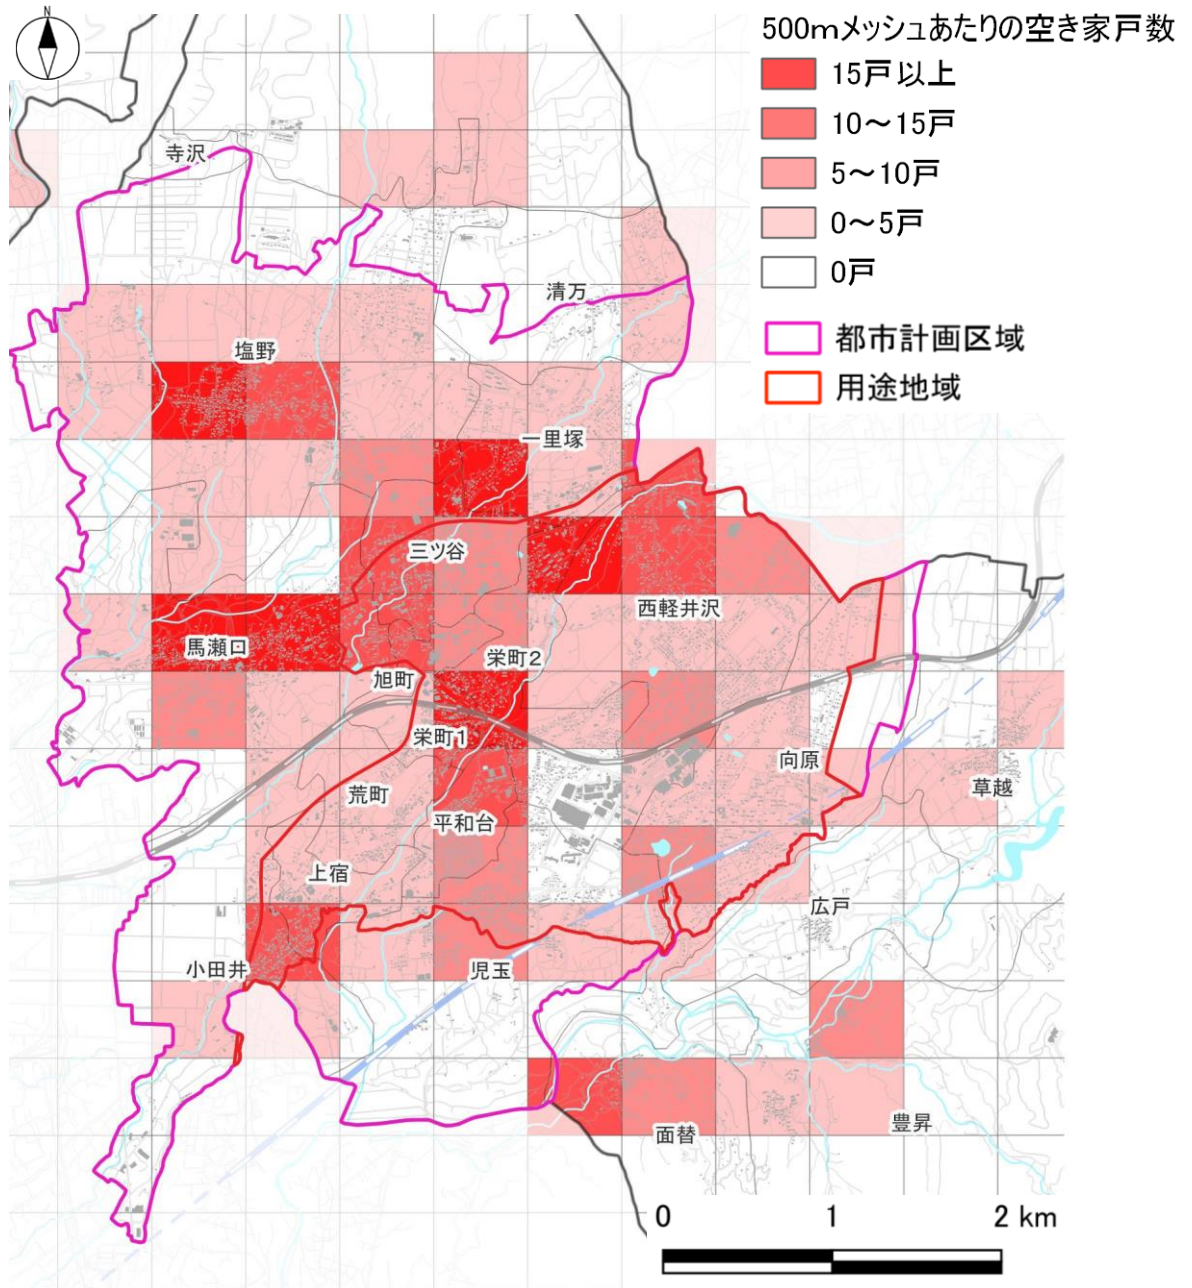 N
500mメッシュあたりの空き家戸数
15戸以上
10～15戸
5～10戸
0～5戸
0戸
都市計画区域
用途地域
寺沢
清万
塩野
一里塚
三ツ谷
西軽井沢
馬瀬口
栄町2
旭町
栄町1
向原
草越
荒町
平和台
上宿
広戸
小田井
児玉
豊昇
面替
0 1 2 km